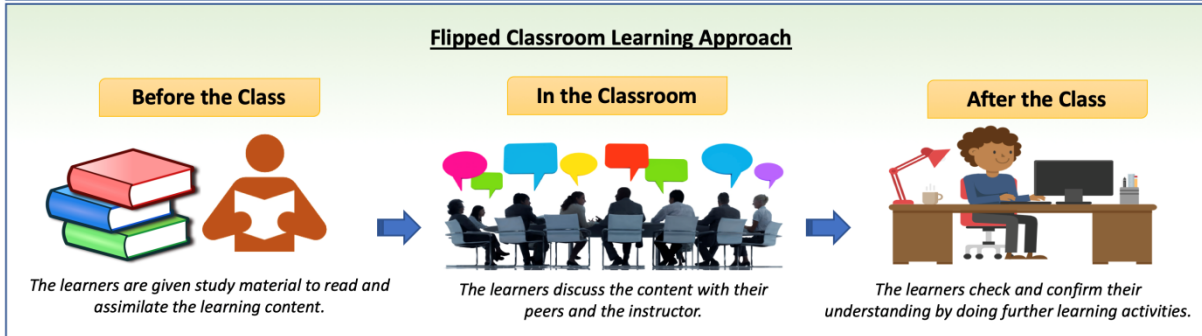 Flipped Classroom Learning Approach
Before the Class
In the Classroom
After the Class
The learners are given study material to read and
assimilate the learning content.
The learners discuss the content with their
peers and the instructor.
The learners check and confirm their
understanding by doing further learning activities.